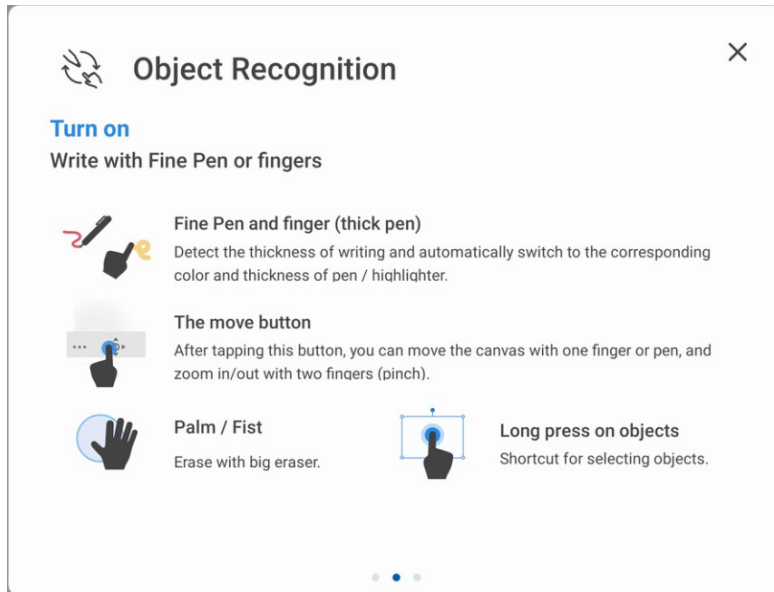 Object Recognition
Turn on
Write with Fine Pen or fingers
Fine Pen and finger (thick pen)
Detect the thickness of writing and automatically switch to the corresponding
color and thickness of pen / highlighter.
The move button
After tapping this button, you can move the canvas with one finger or pen, and
zoom in/out with two fingers (pinch).
Palm / Fist
Erase with big eraser.
Long press on objects
Shortcut for selecting objects.